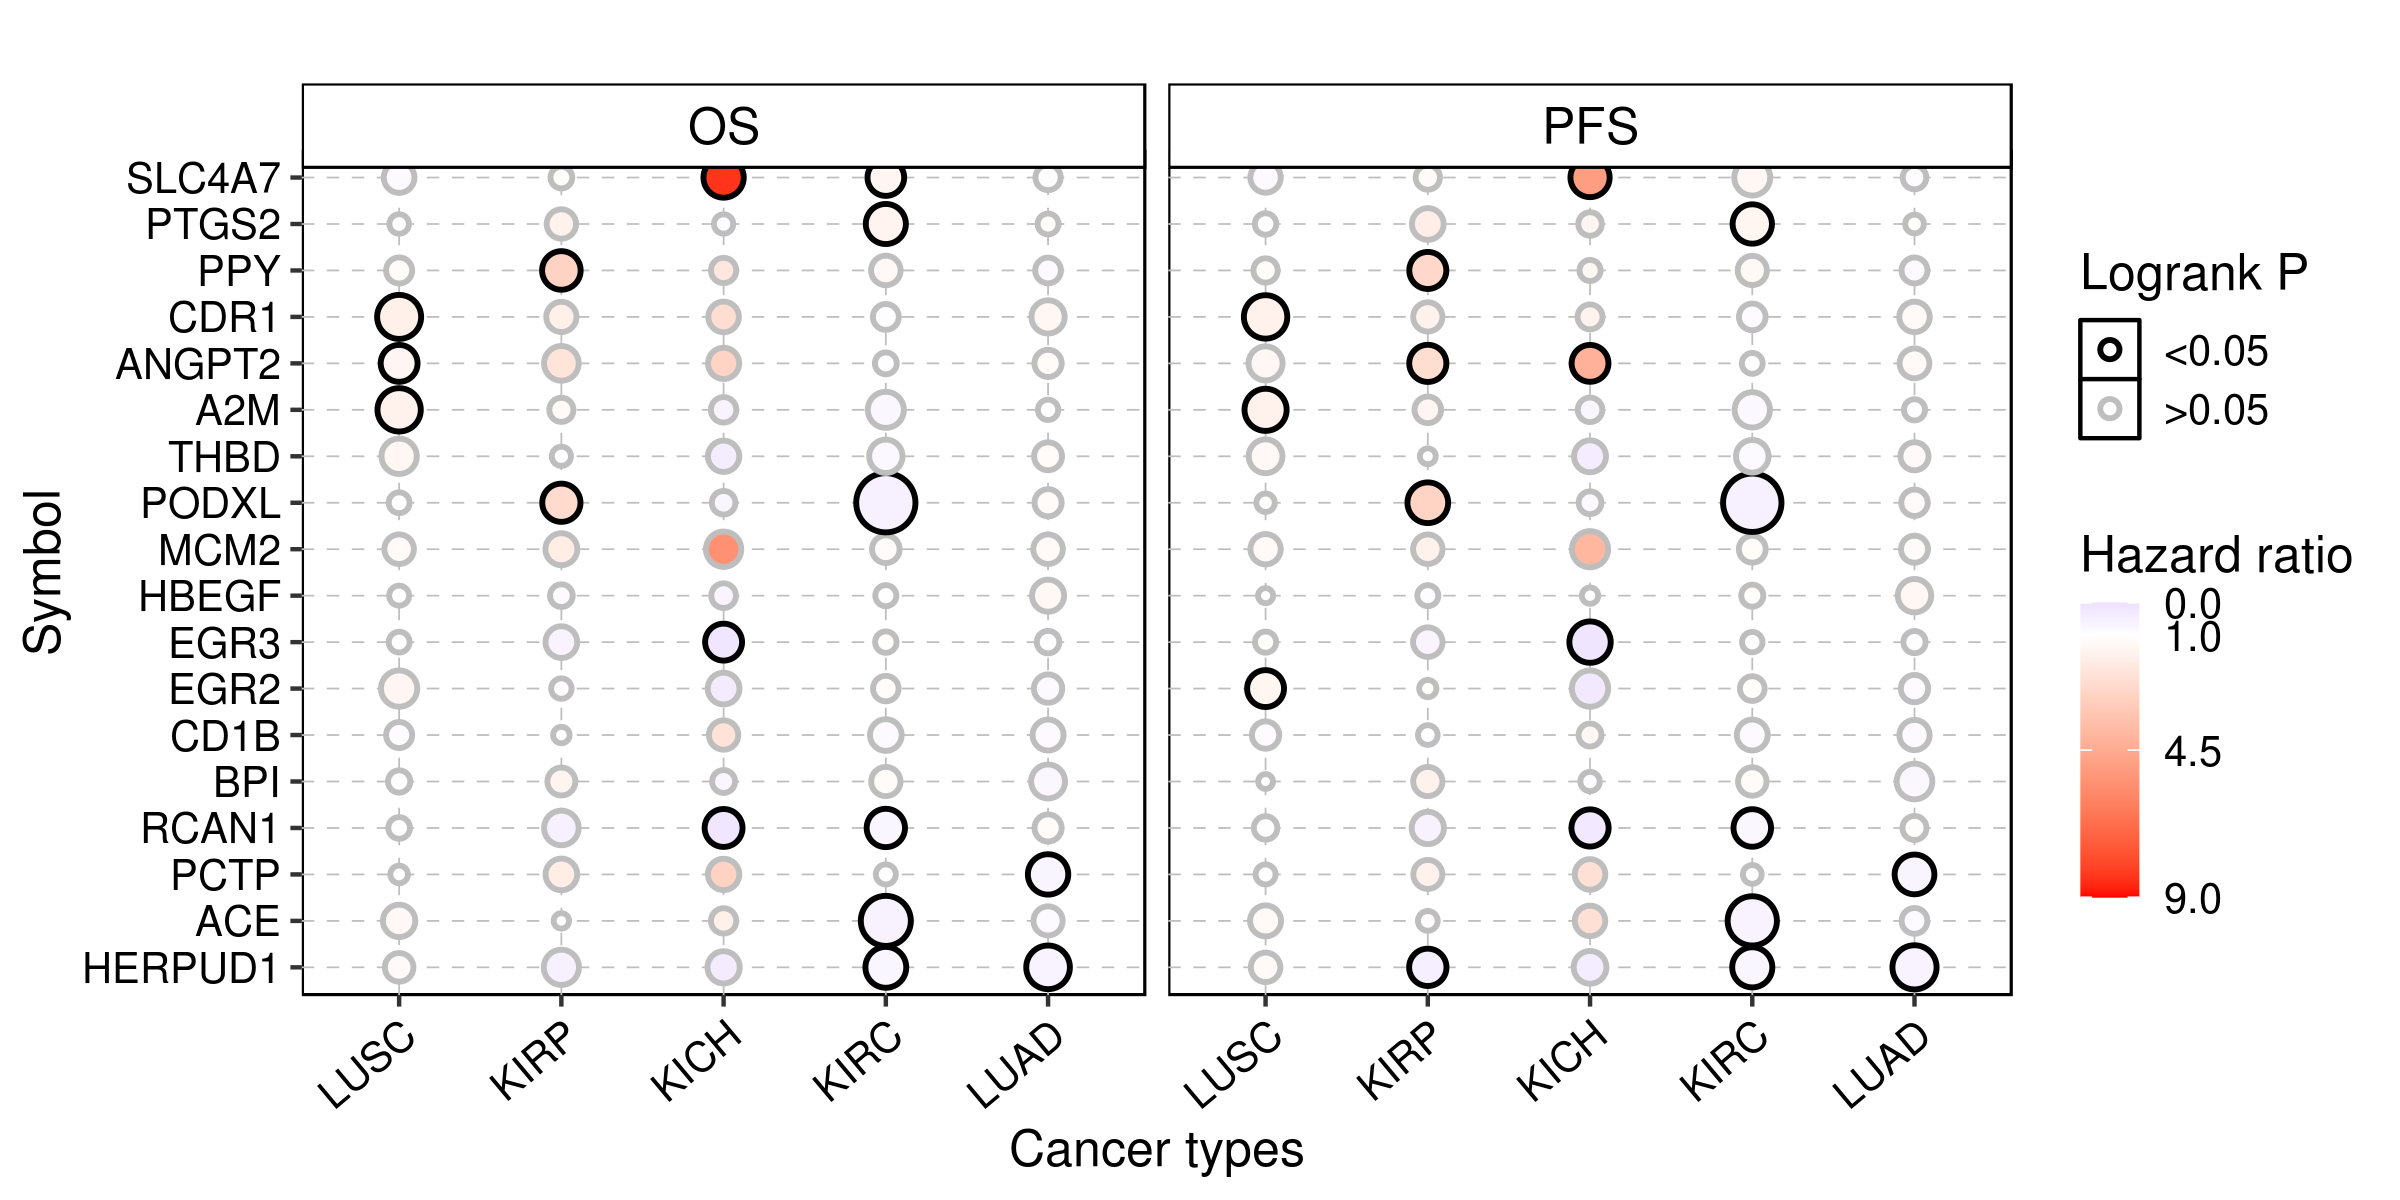 OS
PFS
SLC4A7
PTGS2
PPY
CDR1
ANGPT2
A2M
THBD
PODXL
MCM2
HBEGF
EGR3
EGR2
CD1B
BPI
RCAN1
PCTP
ACE
HERPUD1
Symbol
LUSC
KIRP
KICH
KIRC
LUAD
LUSC
KIRP
KICH
KIRC
LUAD
Cancer types
Logrank P
<0.05
>0.05
Hazard ratio
0.0
1.0
4.5
9.0